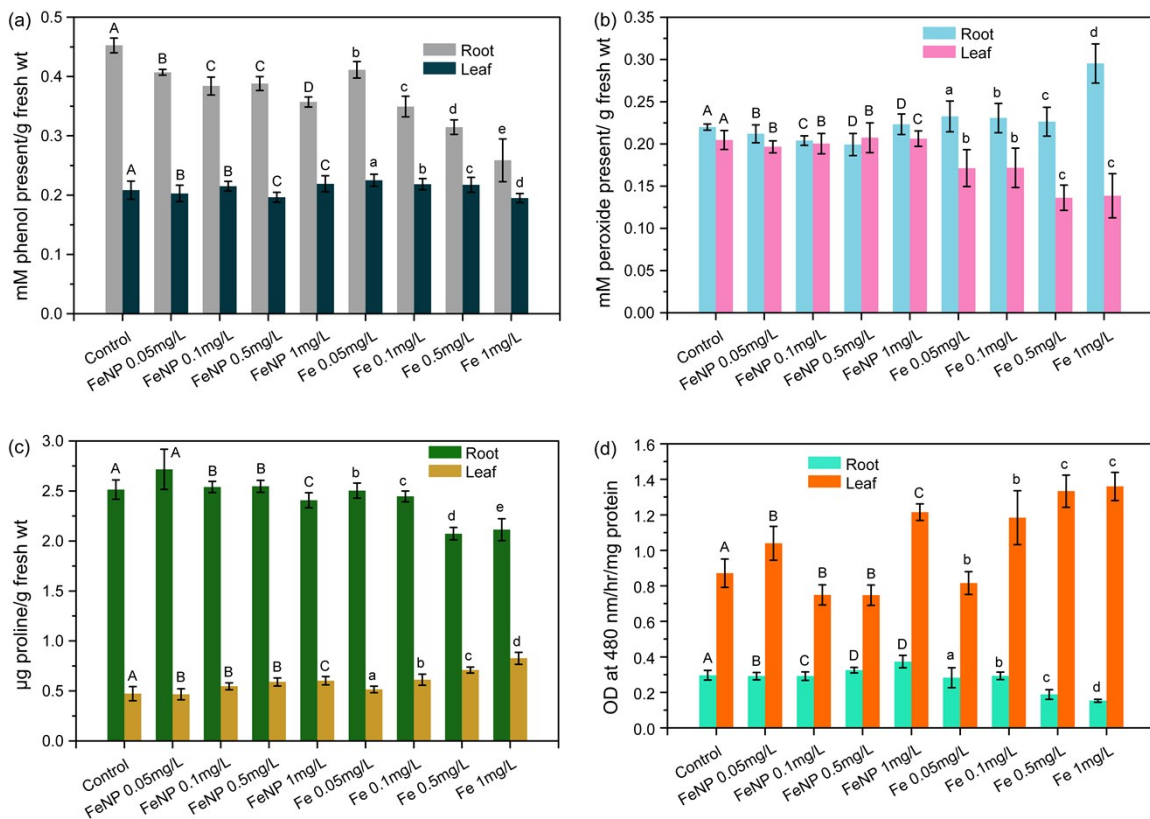 (a)
mM phenol present/g fresh wt
0.5
0.4
0.3
0.2
0.1
0.0
Root
Leaf
A B C C D b c d e
A B B C D a b c d
Control
FeNP 0.05mg/L
FeNP 0.1mg/L
FeNP 0.5mg/L
FeNP 1mg/L
Fe 0.05mg/L
Fe 0.1mg/L
Fe 0.5mg/L
Fe 1mg/L
(b)
mM peroxide present/ g fresh wt
0.35
0.30
0.25
0.20
0.15
0.10
0.05
0.00
Root
Leaf
A B C D D a b c d
A B B B C b b c c
Control
FeNP 0.05mg/L
FeNP 0.1mg/L
FeNP 0.5mg/L
FeNP 1mg/L
Fe 0.05mg/L
Fe 0.1mg/L
Fe 0.5mg/L
Fe 1mg/L
(c)
µg proline/g fresh wt
3.0
2.5
2.0
1.5
1.0
0.5
0.0
Root
Leaf
A A B B C b c d e
A B B B C a b c d
Control
FeNP 0.05mg/L
FeNP 0.1mg/L
FeNP 0.5mg/L
FeNP 1mg/L
Fe 0.05mg/L
Fe 0.1mg/L
Fe 0.5mg/L
Fe 1mg/L
(d)
OD at 480 nm/hr/mg protein
1.6
1.4
1.2
1.0
0.8
0.6
0.4
0.2
0.0
Root
Leaf
A B B B C b b c c
A B C D D a b c d
Control
FeNP 0.05mg/L
FeNP 0.1mg/L
FeNP 0.5mg/L
FeNP 1mg/L
Fe 0.05mg/L
Fe 0.1mg/L
Fe 0.5mg/L
Fe 1mg/L